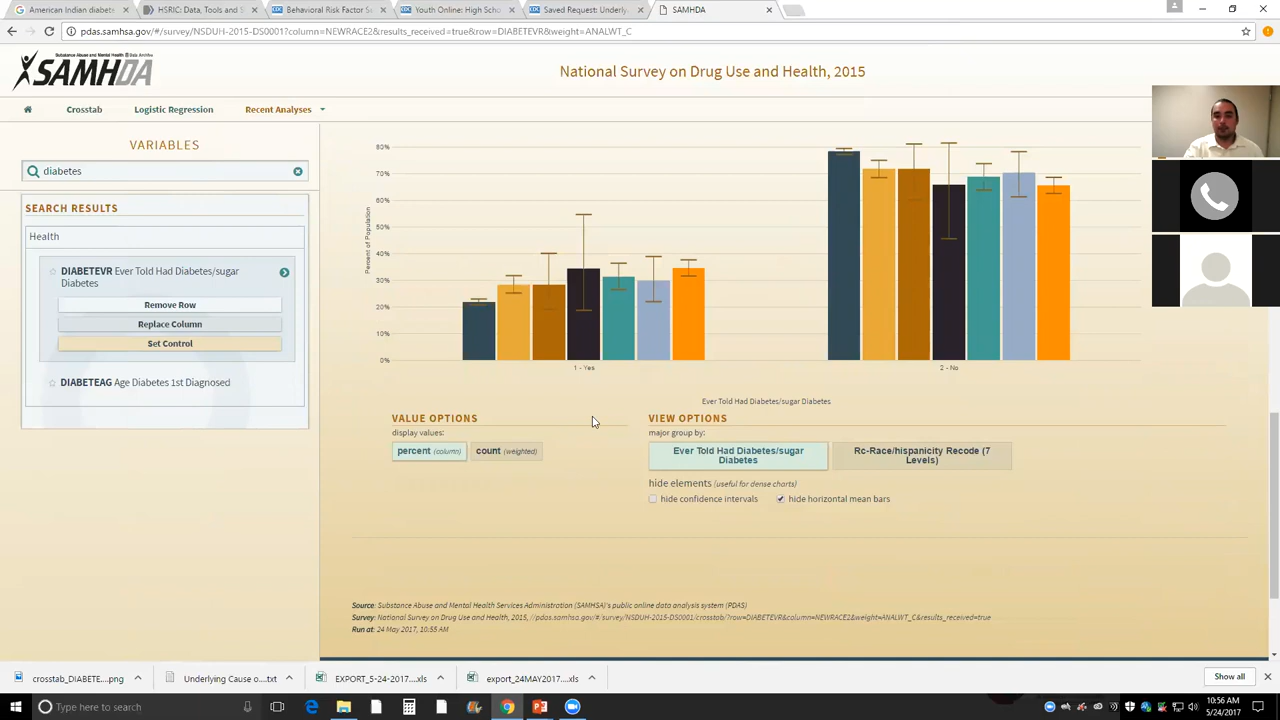 American Indian diabete
HSRIC: Data, Tools and S
Behavioral Risk Factor Su
Youth Online: High Scho
Saved Request: Underlyi
SAMHDA
pdas.samhsa.gov/#/survey/NSDUH-2015-DS0001?column=NEWRACE2&results_received=true&row=DIABETEVR&weight=ANALWT_C
Substance Abuse and Mental Health Data Archive
SAMHDA
National Survey on Drug Use and Health, 2015
Crosstab
Logistic Regression
Recent Analyses
VARIABLES
diabetes
SEARCH RESULTS
Health
DIABETEVR Ever Told Had Diabetes/sugar
Diabetes
Remove Row
Replace Column
Set Control
DIABETEAG Age Diabetes 1st Diagnosed
Percent of Population
80%
70%
60%
50%
40%
30%
20%
10%
0%
1 - Yes
2 - No
Ever Told Had Diabetes/sugar Diabetes
VALUE OPTIONS
display values:
percent (column)
count (weighted)
VIEW OPTIONS
major group by:
Ever Told Had Diabetes/sugar
Diabetes
Rc-Race/hispanicity Recode (7
Levels)
hide elements (useful for dense charts)
hide confidence intervals
hide horizontal mean bars
Source: Substance Abuse and Mental Health Services Administration (SAMHSA)'s public online data analysis system (PDAS)
Survey: National Survey on Drug Use and Health, 2015, //pdas.samhsa.gov/#/survey/NSDUH-2015-DS0001/crosstab/?row=DIABETEVR&column=NEWRACE2&weight=ANALWT_C&results_received=true
Run at: 24 May 2017, 10:55 AM
crosstab_DIABETE....png
Underlying Cause o....txt
EXPORT_5-24-2017....xls
export_24MAY2017....xls
Show all
Type here to search
10:56 AM
5/24/2017